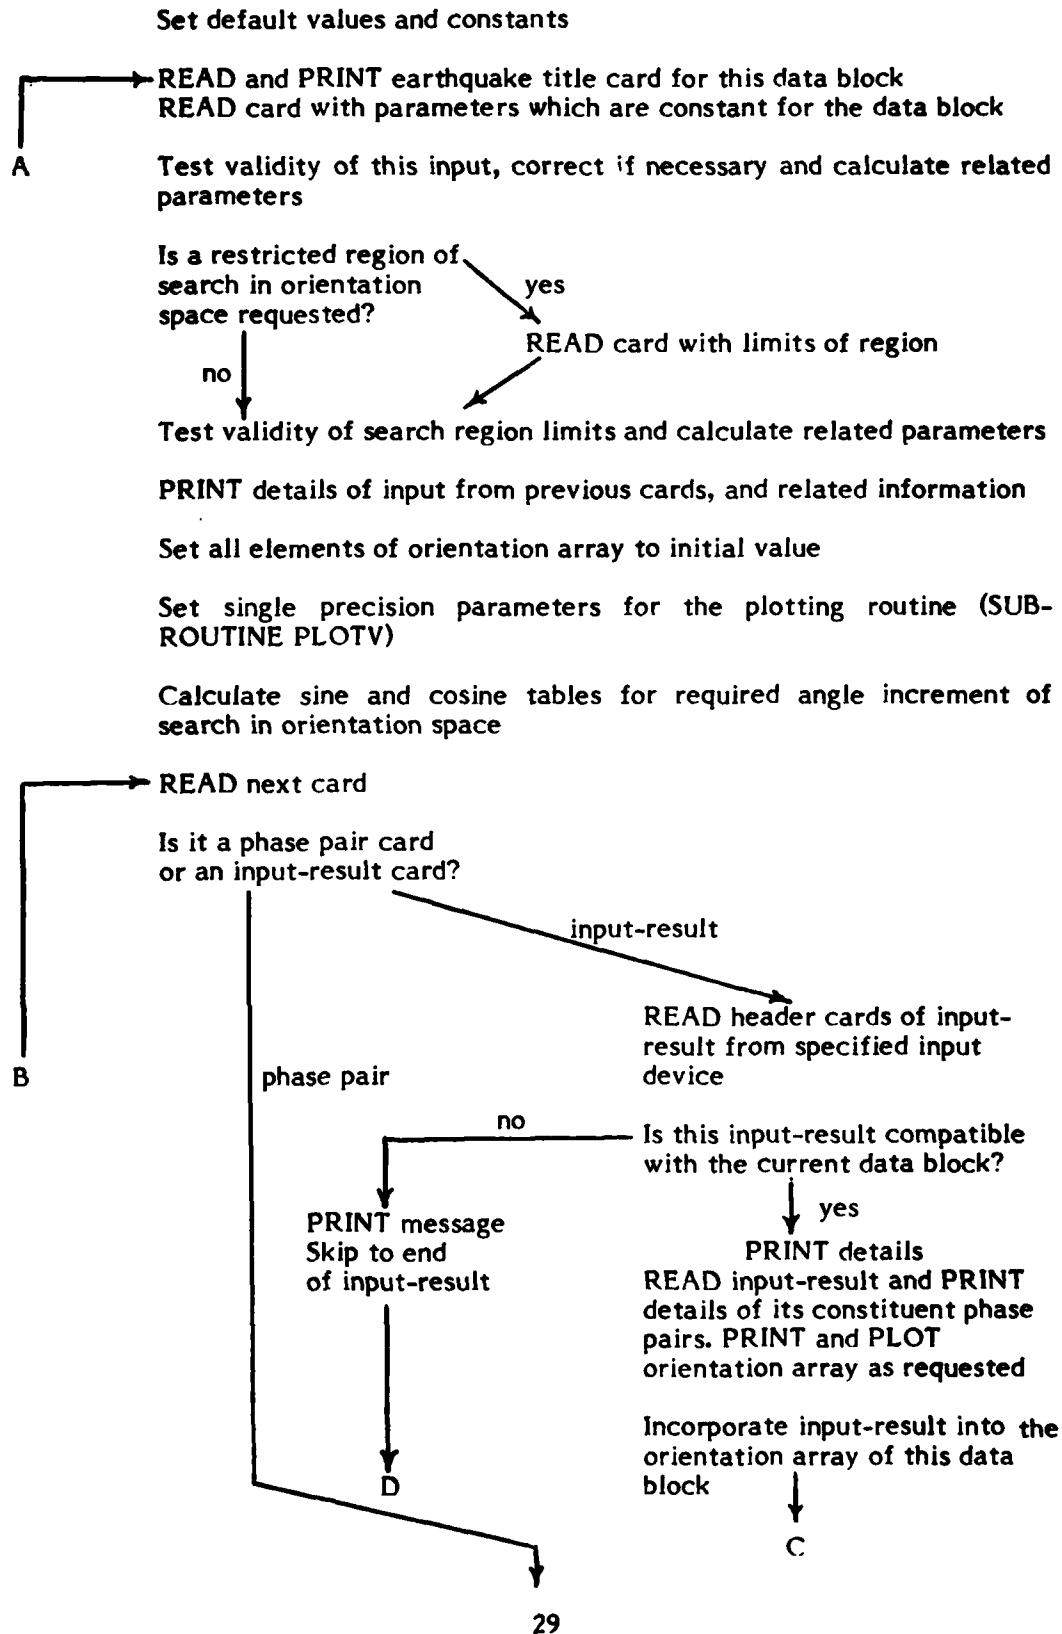 Set default values and constants
READ and PRINT earthquake title card for this data block
READ card with parameters which are constant for the data block
A
Test validity of this input, correct if necessary and calculate related
parameters
Is a restricted region of
search in orientation
space requested?
yes
READ card with limits of region
no
Test validity of search region limits and calculate related parameters
PRINT details of input from previous cards, and related information
Set all elements of orientation array to initial value
Set single precision parameters for the plotting routine (SUB-
ROUTINE PLOTV)
Calculate sine and cosine tables for required angle increment of
search in orientation space
READ next card
Is it a phase pair card
or an input-result card?
input-result
READ header cards of input-
result from specified input
device
B
phase pair
no
Is this input-result compatible
with the current data block?
yes
PRINT message
Skip to end
of input-result
PRINT details
READ input-result and PRINT
details of its constituent phase
pairs. PRINT and PLOT
orientation array as requested
Incorporate input-result into the
orientation array of this data
block
D
C
29